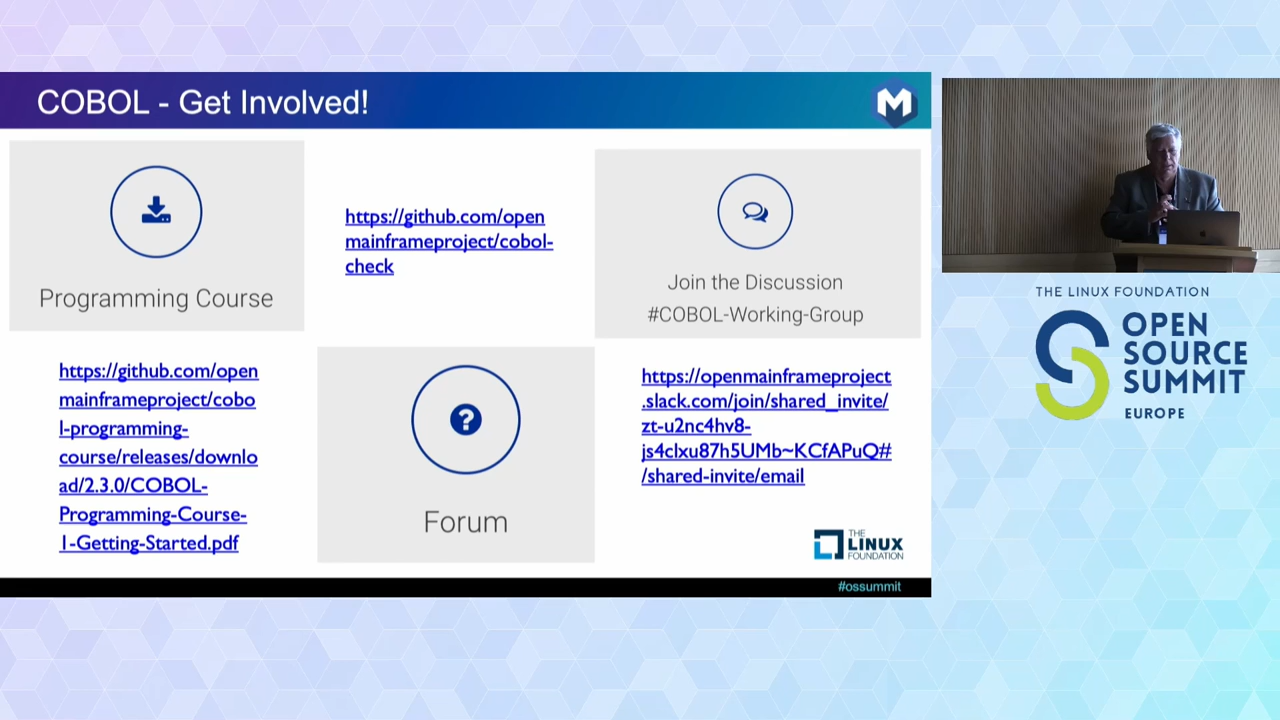 COBOL - Get Involved!
M
Programming Course
https://github.com/open
mainframeproject/cobo
l-programming-
course/releases/downlo
ad/2.3.0/COBOL-
Programming-Course-
1-Getting-Started.pdf
https://github.com/open
mainframeproject/cobol-
check
?
Forum
Join the Discussion
#COBOL-Working-Group
https://openmainframeproject
.slack.com/join/shared_invite/
zt-u2nc4hv8-
js4clxu87h5UMb~KCfAPuQ#
/shared-invite/email
THE
LINUX
FOUNDATION
#ossummit
THE LINUX FOUNDATION
OPEN
SOURCE
SUMMIT
EUROPE